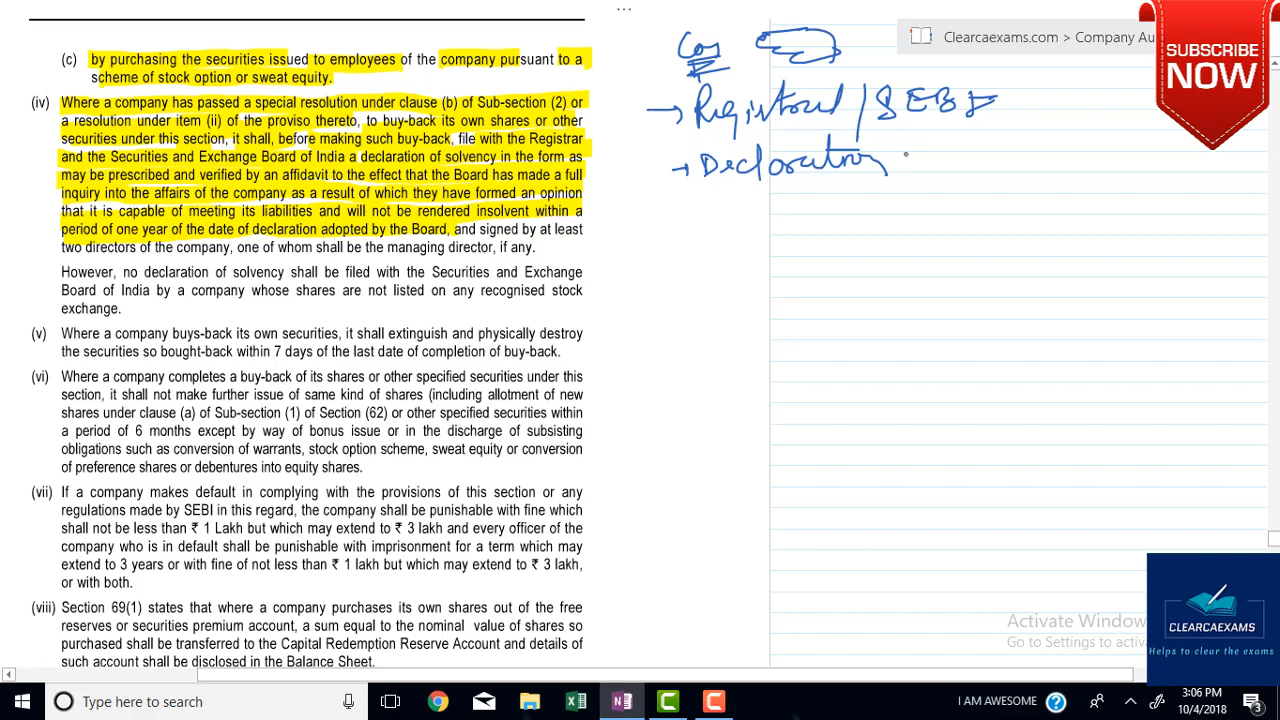 (c) by purchasing the securities issued to employees of the company pursuant to a
scheme of stock option or sweat equity.
(iv) Where a company has passed a special resolution under clause (b) of Sub-section (2) or
a resolution under item (ii) of the proviso thereto, to buy-back its own shares or other
securities under this section, it shall, before making such buy-back, file with the Registrar
and the Securities and Exchange Board of India a declaration of solvency in the form as
may be prescribed and verified by an affidavit to the effect that the Board has made a full
inquiry into the affairs of the company as a result of which they have formed an opinion
that it is capable of meeting its liabilities and will not be rendered insolvent within a
period of one year of the date of declaration adopted by the Board, and signed by at least
two directors of the company, one of whom shall be the managing director, if any.
However, no declaration of solvency shall be filed with the Securities and Exchange
Board of India by a company whose shares are not listed on any recognised stock
exchange.
(v) Where a company buys-back its own securities, it shall extinguish and physically destroy
the securities so bought-back within 7 days of the last date of completion of buy-back.
(vi) Where a company completes a buy-back of its shares or other specified securities under this
section, it shall not make further issue of same kind of shares (including allotment of new
shares under clause (a) of Sub-section (1) of Section (62) or other specified securities within
a period of 6 months except by way of bonus issue or in the discharge of subsisting
obligations such as conversion of warrants, stock option scheme, sweat equity or conversion
of preference shares or debentures into equity shares.
(vii) If a company makes default in complying with the provisions of this section or any
regulations made by SEBI in this regard, the company shall be punishable with fine which
shall not be less than ₹ 1 Lakh but which may extend to ₹ 3 lakh and every officer of the
company who is in default shall be punishable with imprisonment for a term which may
extend to 3 years or with fine of not less than ₹ 1 lakh but which may extend to ₹ 3 lakh,
or with both.
(viii) Section 69(1) states that where a company purchases its own shares out of the free
reserves or securities premium account, a sum equal to the nominal value of shares so
purchased shall be transferred to the Capital Redemption Reserve Account and details of
such account shall be disclosed in the Balance Sheet.
→ / SEBI
→ Declaration
Clearcaexams.com > Company Au
SUBSCRIBE
NOW
Activate Window
Go to Settings to activa
CLEARCAEXAMS
Helps to clear the exams
Type here to search
I AM AWESOME
3:06 PM
10/4/2018
3